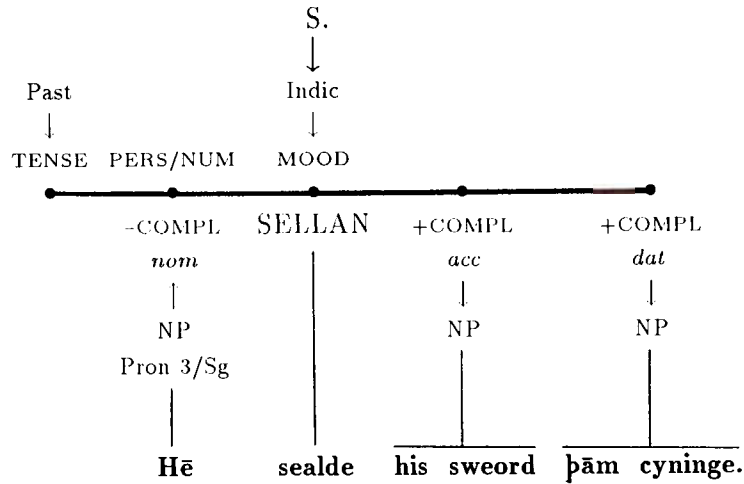 S.
Past Indic
TENSE PERS/NUM MOOD
-COMPL SELLAN +COMPL +COMPL
nom acc dat
NP NP NP
Pron 3/Sg
Hē sealde his sweord þām cyninge.